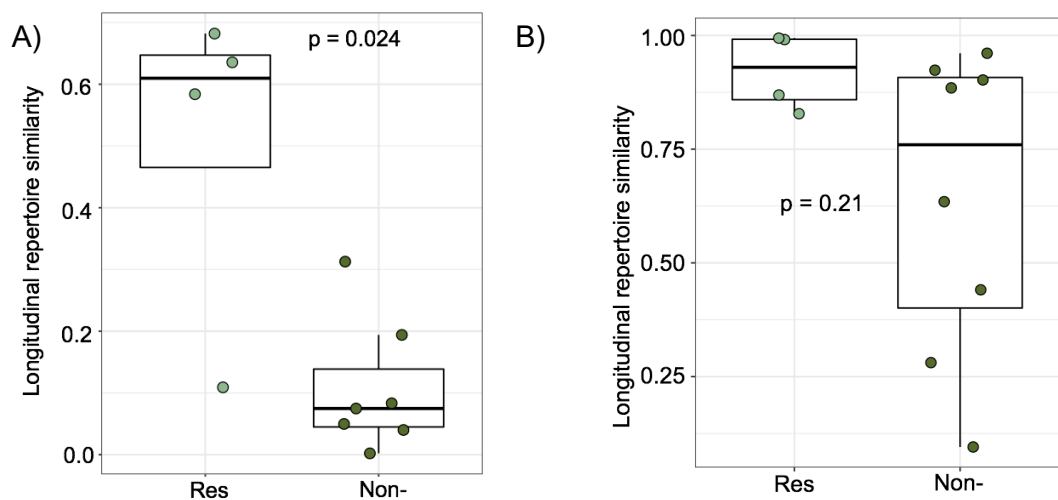 A)
p = 0.024
Longitudinal repertoire similarity
0.6
0.4
0.2
0.0
Res
Non-
B)
p = 0.21
Longitudinal repertoire similarity
1.00
0.75
0.50
0.25
Res
Non-